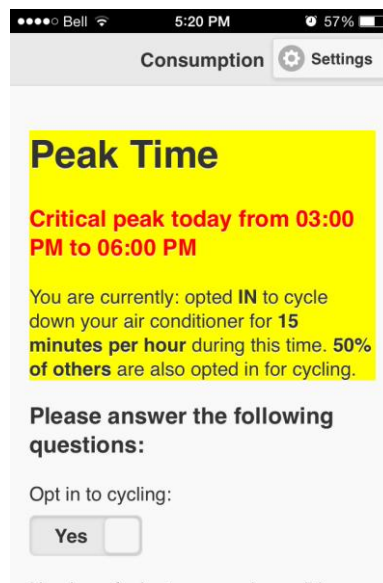 Bell 5:20 PM 57%
Consumption Settings
Peak Time
Critical peak today from 03:00
PM to 06:00 PM
You are currently: opted IN to cycle
down your air conditioner for 15
minutes per hour during this time. 50%
of others are also opted in for cycling.
Please answer the following
questions:
Opt in to cycling:
Yes